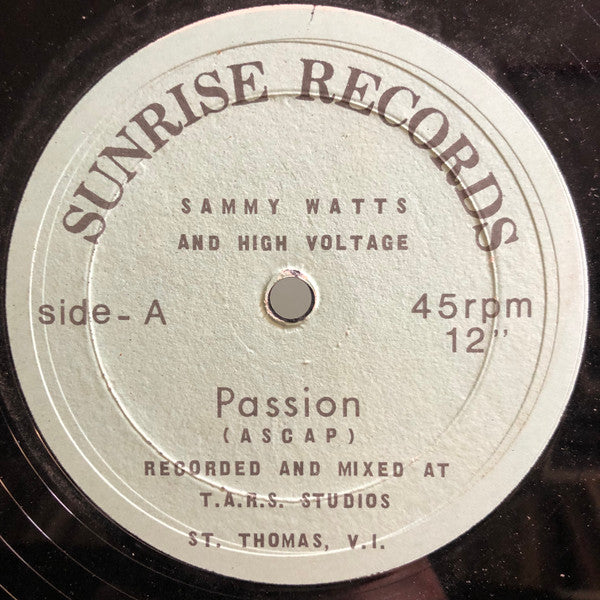 SUNRISE RECORDS
SAMMY WATTS
AND HIGH VOLTAGE
side- A
45rpm
12"
Passion
(ASCAP)
RECORDED AND MIXED AT
T.A.R.S. STUDIOS
ST. THOMAS, V.I.